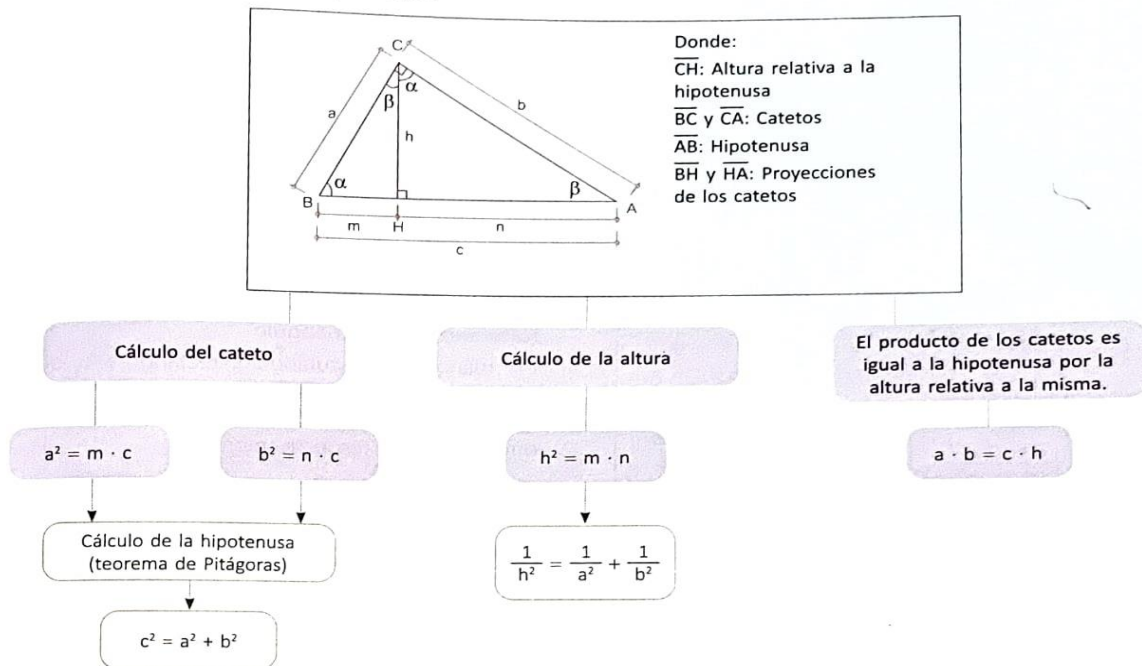 C
a
b
β
α
h
α
β
B
H
A
m
n
c
Donde:
CH: Altura relativa a la
hipotenusa
BC y CA: Catetos
AB: Hipotenusa
BH y HA: Proyecciones
de los catetos
Cálculo del cateto
Cálculo de la altura
El producto de los catetos es
igual a la hipotenusa por la
altura relativa a la misma.
a² = m · c
b² = n · c
h² = m · n
a · b = c · h
Cálculo de la hipotenusa
(teorema de Pitágoras)
1/h² = 1/a² + 1/b²
c² = a² + b²